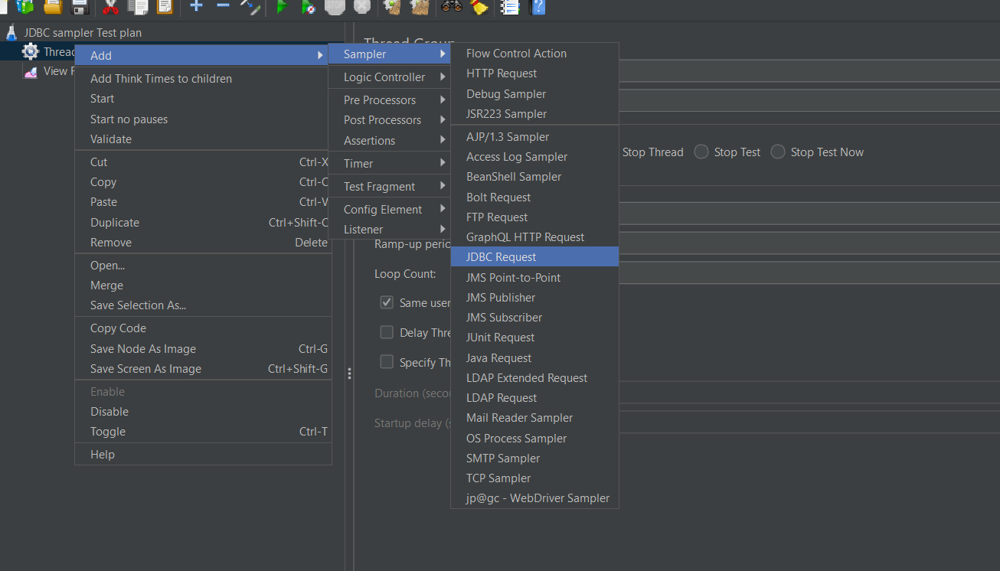 STOP
?
JDBC sampler Test plan
Thread Group
Threa
View R
Add
Add Think Times to children
Start
Start no pauses
Validate
Cut Ctrl-X
Copy Ctrl-C
Paste Ctrl-V
Duplicate Ctrl+Shift-C
Remove Delete
Open...
Merge
Save Selection As...
Copy Code
Save Node As Image Ctrl-G
Save Screen As Image Ctrl+Shift-G
Enable
Disable
Toggle Ctrl-T
Help
Sampler
Logic Controller
Pre Processors
Post Processors
Assertions
Timer
Test Fragment
Config Element
Listener
Flow Control Action
HTTP Request
Debug Sampler
JSR223 Sampler
AJP/1.3 Sampler
Access Log Sampler
BeanShell Sampler
Bolt Request
FTP Request
GraphQL HTTP Request
JDBC Request
JMS Point-to-Point
JMS Publisher
JMS Subscriber
JUnit Request
Java Request
LDAP Extended Request
LDAP Request
Mail Reader Sampler
OS Process Sampler
SMTP Sampler
TCP Sampler
jp@gc - WebDriver Sampler
Stop Thread Stop Test Stop Test Now
Ramp-up perio
Loop Count:
Same user
Delay Thre
Specify Th
Duration (secon
Startup delay (s